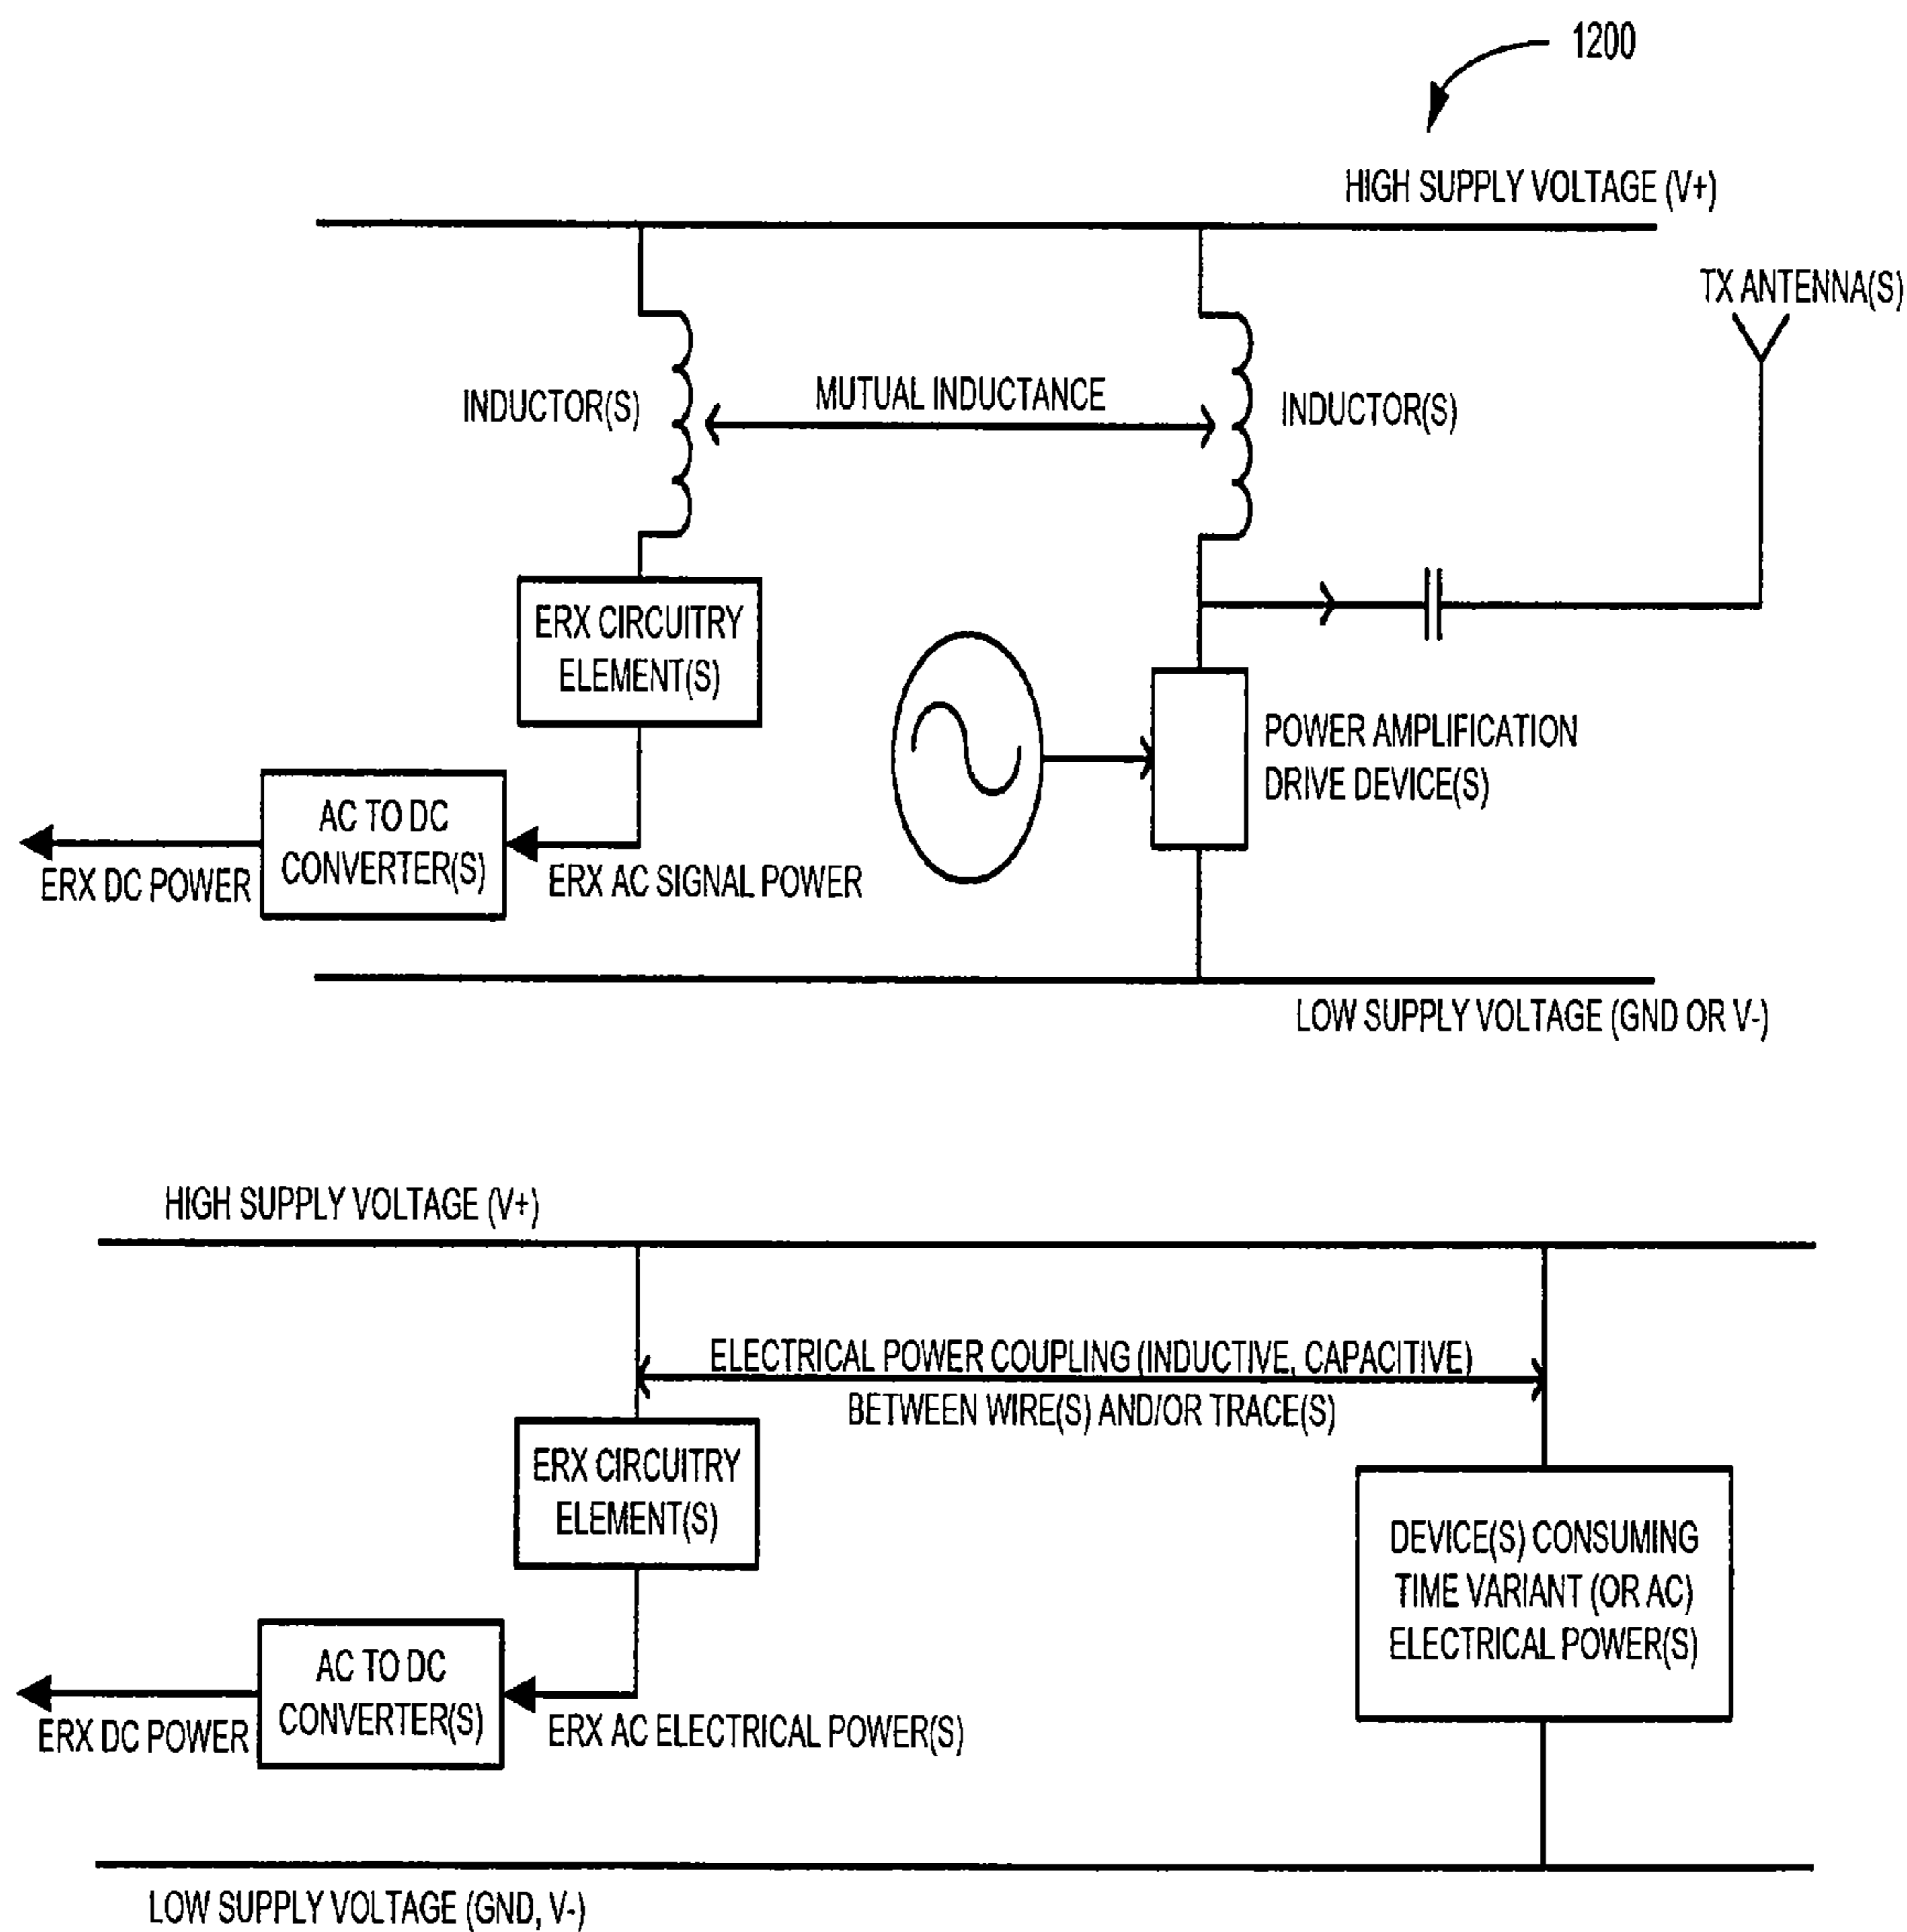 1200
HIGH SUPPLY VOLTAGE (V+)
TX ANTENNA(S)
MUTUAL INDUCTANCE
INDUCTOR(S)
INDUCTOR(S)
ERX CIRCUITRY
ELEMENT(S)
POWER AMPLIFICATION
DRIVE DEVICE(S)
AC TO DC
CONVERTER(S)
ERX DC POWER
ERX AC SIGNAL POWER
LOW SUPPLY VOLTAGE (GND OR V-)
HIGH SUPPLY VOLTAGE (V+)
ELECTRICAL POWER COUPLING (INDUCTIVE, CAPACITIVE)
BETWEEN WIRE(S) AND/OR TRACE(S)
ERX CIRCUITRY
ELEMENT(S)
DEVICE(S) CONSUMING
TIME VARIANT (OR AC)
ELECTRICAL POWER(S)
AC TO DC
CONVERTER(S)
ERX DC POWER
ERX AC ELECTRICAL POWER(S)
LOW SUPPLY VOLTAGE (GND, V-)